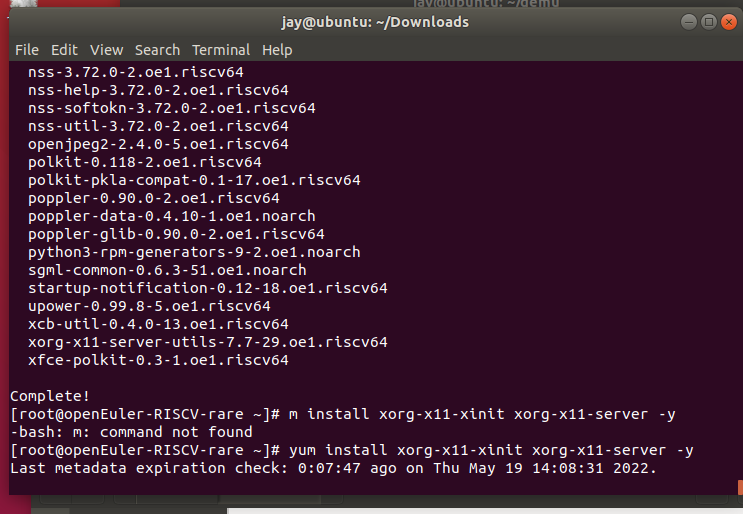 jay@ubuntu: ~/demu
jay@ubuntu: ~/Downloads
File Edit View Search Terminal Help
nss-3.72.0-2.oe1.riscv64
nss-help-3.72.0-2.oe1.riscv64
nss-softokn-3.72.0-2.oe1.riscv64
nss-util-3.72.0-2.oe1.riscv64
openjpeg2-2.4.0-5.oe1.riscv64
polkit-0.118-2.oe1.riscv64
polkit-pkla-compat-0.1-17.oe1.riscv64
poppler-0.90.0-2.oe1.riscv64
poppler-data-0.4.10-1.oe1.noarch
poppler-glib-0.90.0-2.oe1.riscv64
python3-rpm-generators-9-2.oe1.noarch
sgml-common-0.6.3-51.oe1.noarch
startup-notification-0.12-18.oe1.riscv64
upower-0.99.8-5.oe1.riscv64
xcb-util-0.4.0-13.oe1.riscv64
xorg-x11-server-utils-7.7-29.oe1.riscv64
xfce-polkit-0.3-1.oe1.riscv64
Complete!
[root@openEuler-RISCV-rare ~]# m install xorg-x11-xinit xorg-x11-server -y
-bash: m: command not found
[root@openEuler-RISCV-rare ~]# yum install xorg-x11-xinit xorg-x11-server -y
Last metadata expiration check: 0:07:47 ago on Thu May 19 14:08:31 2022.